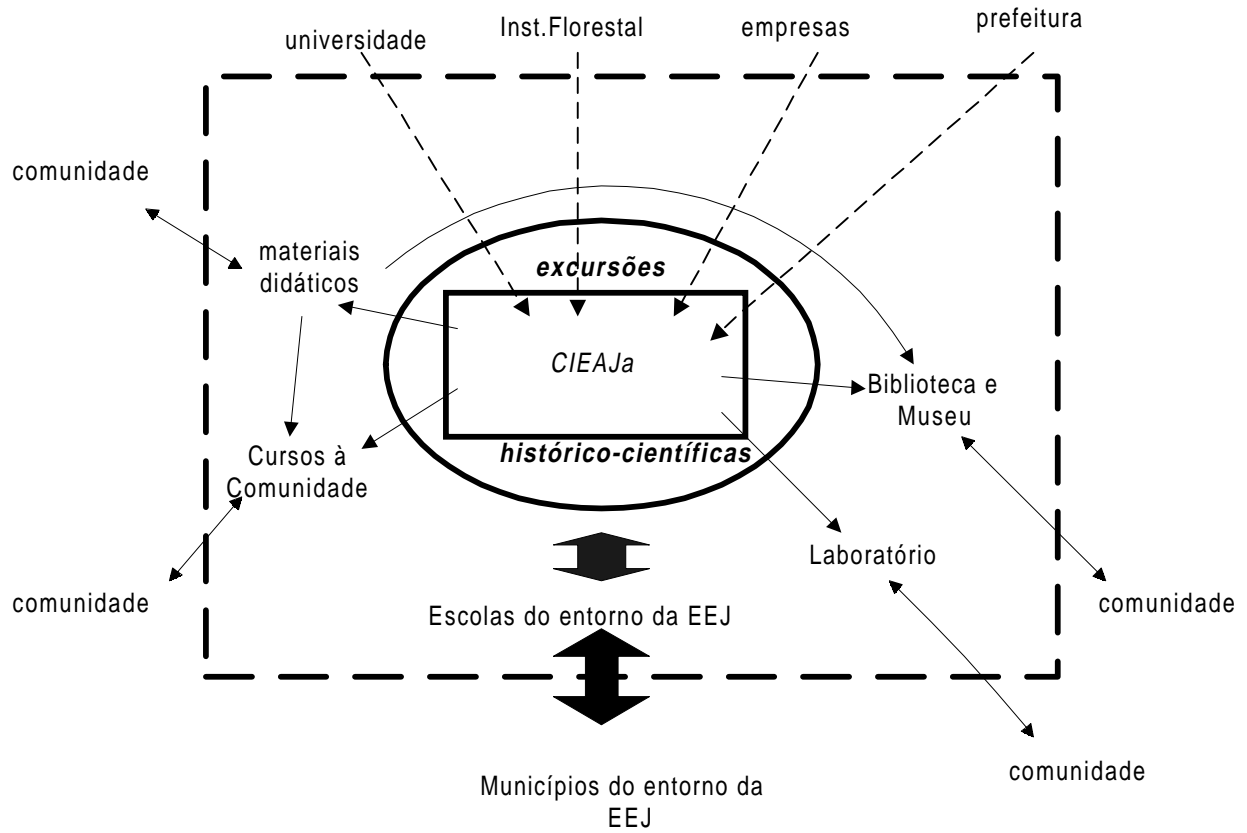 universidade
Inst.Florestal
empresas
prefeitura
comunidade
materiais
didáticos
excursões
CIEAJa
histórico-científicas
Biblioteca e
Museu
Cursos à
Comunidade
Laboratório
comunidade
comunidade
Escolas do entorno da EEJ
comunidade
Municípios do entorno da
EEJ